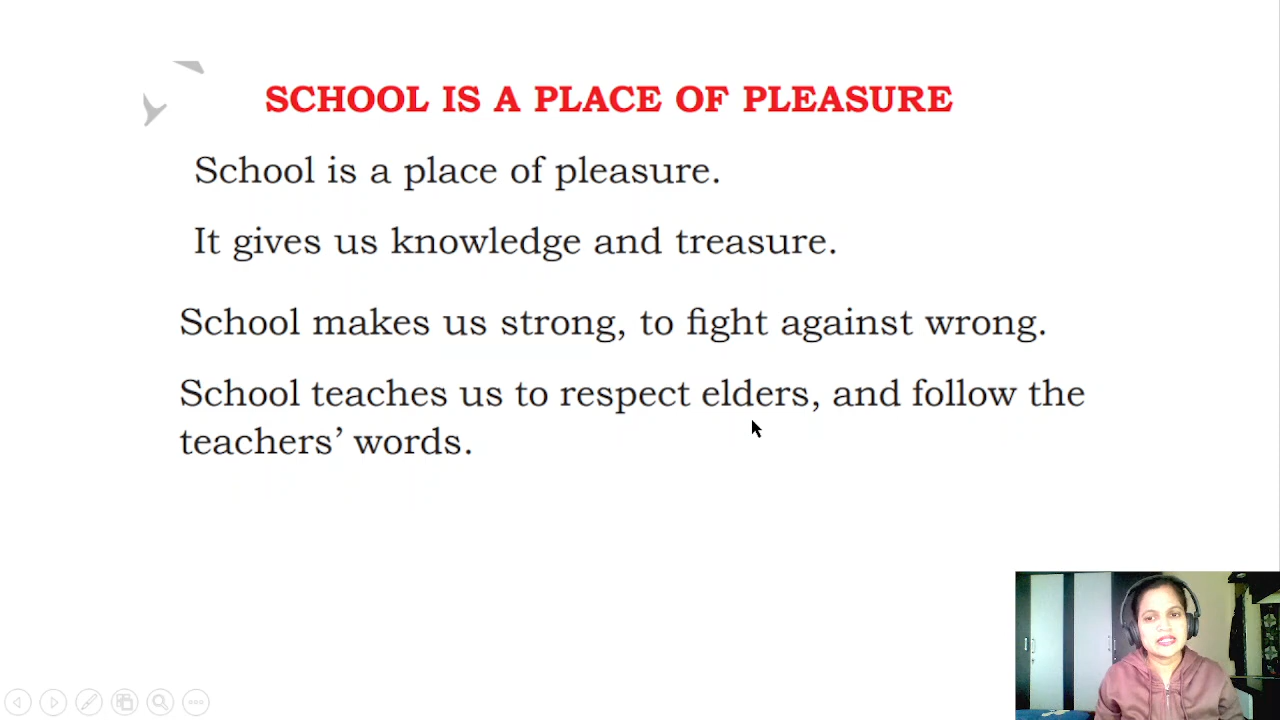 SCHOOL IS A PLACE OF PLEASURE
School is a place of pleasure.
It gives us knowledge and treasure.
School makes us strong, to fight against wrong.
School teaches us to respect elders, and follow the
teachers’ words.